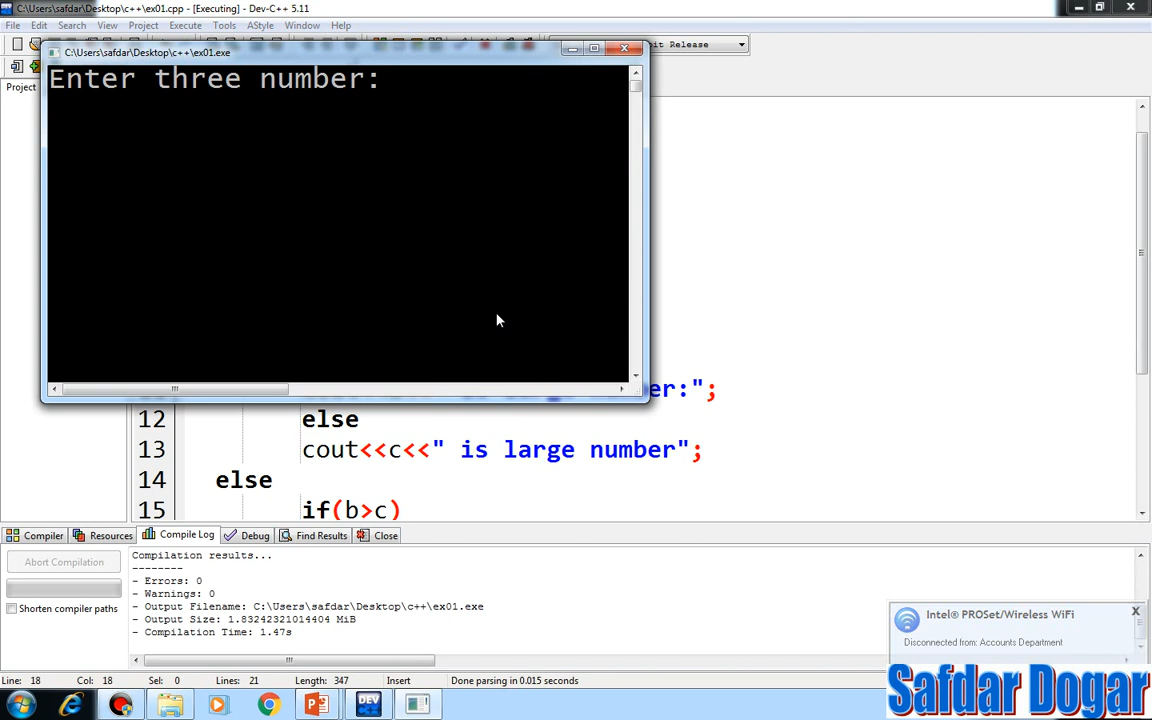 C:\Users\safdar\Desktop\c++\ex01.cpp - [Executing] - Dev-C++ 5.11
File Edit Search View Project Execute Tools AStyle Window Help
C:\Users\safdar\Desktop\c++\ex01.exe
it Release
Project
Enter three number:
er:";
12 else
13 cout<<c<<" is large number";
14 else
15 if(b>c)
Compiler Resources Compile Log Debug Find Results Close
Abort Compilation
Shorten compiler paths
Compilation results...
--------
- Errors: 0
- Warnings: 0
- Output Filename: C:\Users\safdar\Desktop\c++\ex01.exe
- Output Size: 1.83242321014404 MiB
- Compilation Time: 1.47s
Intel® PROSet/Wireless WiFi
Disconnected from: Accounts Department
Line: 18 Col: 18 Sel: 0 Lines: 21 Length: 347 Insert Done parsing in 0.015 seconds
DEV
Safdar Dogar